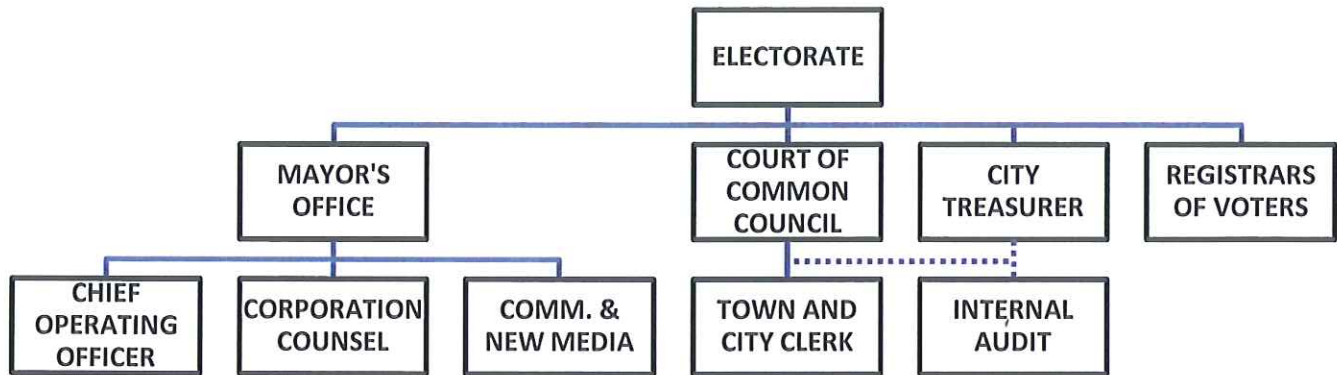 ELECTORATE
MAYOR'S
OFFICE
COURT OF
COMMON
COUNCIL
CITY
TREASURER
REGISTRARS
OF VOTERS
CHIEF
OPERATING
OFFICER
CORPORATION
COUNSEL
COMM. &
NEW MEDIA
TOWN AND
CITY CLERK
INTERNAL
AUDIT